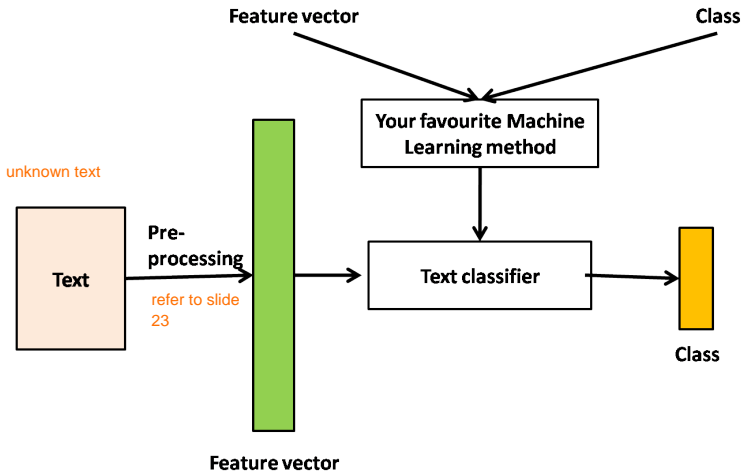 Feature vector
Class
Your favourite Machine
Learning method
unknown text
Pre-
processing
Text
Text classifier
refer to slide
23
Class
Feature vector